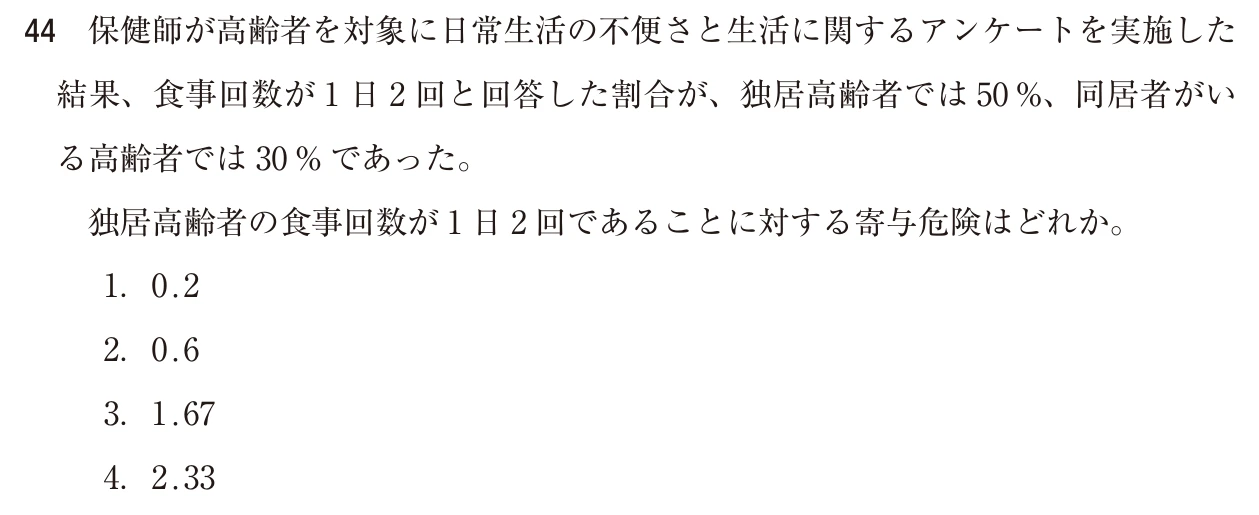 44 保健師が高齢者を対象に日常生活の不便さと生活に関するアンケートを実施した
結果、食事回数が1日2回と回答した割合が、独居高齢者では50%、同居者がい
る高齢者では30%であった。
独居高齢者の食事回数が1日2回であることに対する寄与危険はどれか。
1. 0.2
2. 0.6
3. 1.67
4. 2.33